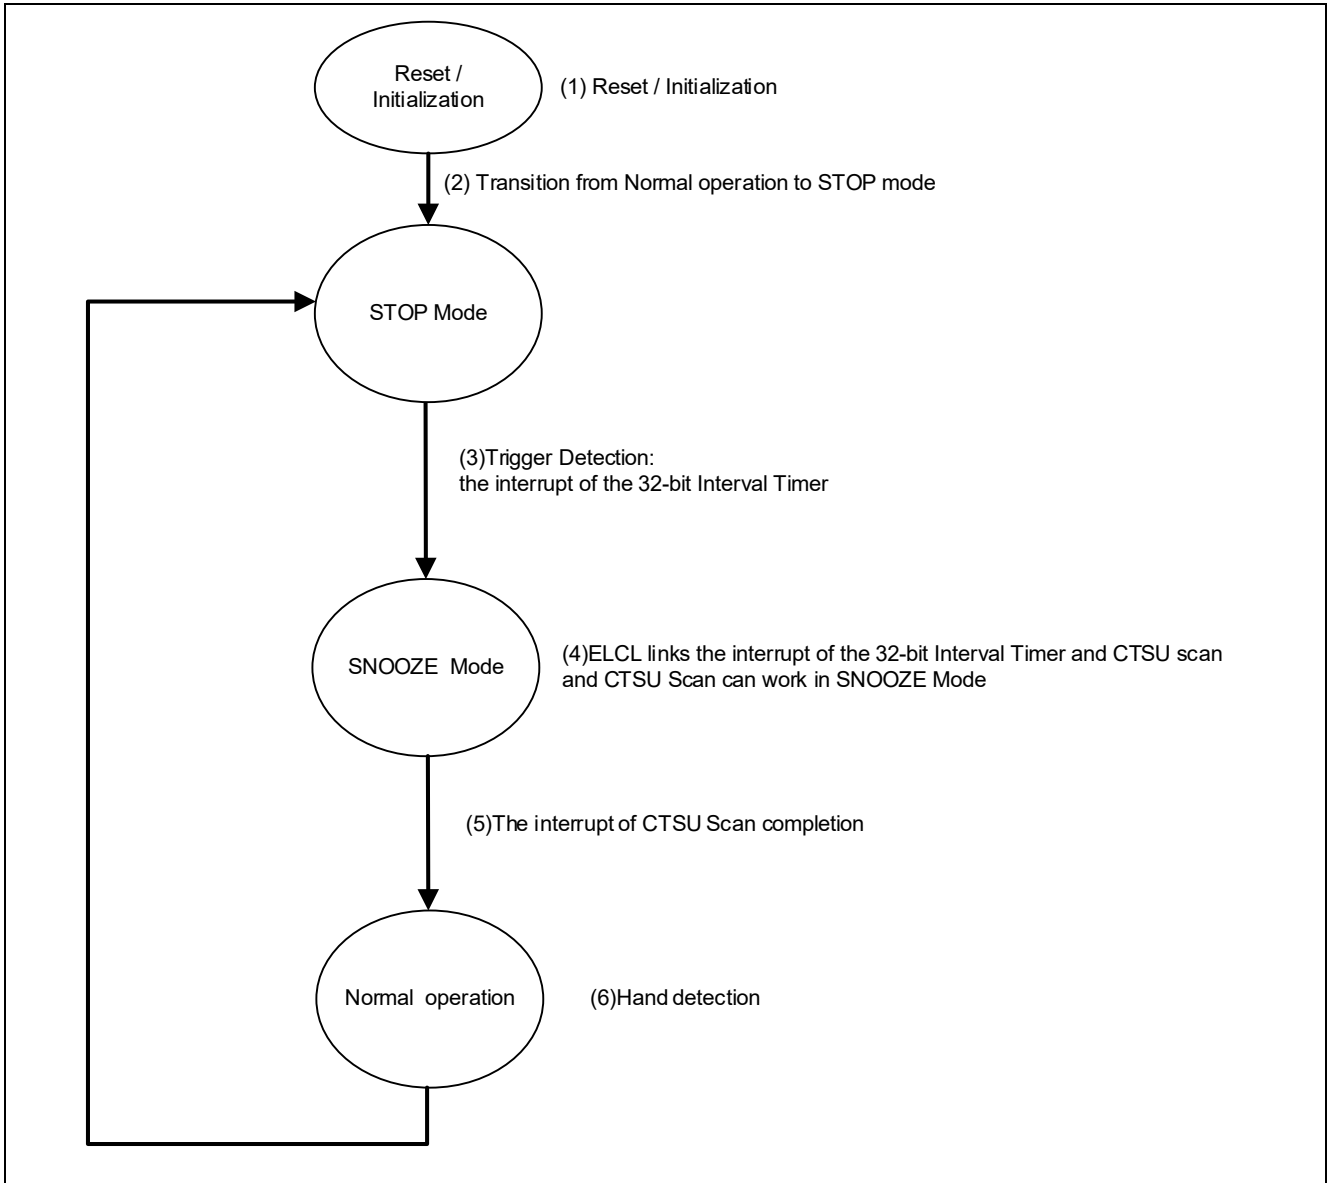 Reset /
Initialization
(1) Reset / Initialization
(2) Transition from Normal operation to STOP mode
STOP Mode
(3)Trigger Detection:
the interrupt of the 32-bit Interval Timer
SNOOZE Mode
(4)ELCL links the interrupt of the 32-bit Interval Timer and CTSU scan
and CTSU Scan can work in SNOOZE Mode
(5)The interrupt of CTSU Scan completion
Normal operation
(6)Hand detection